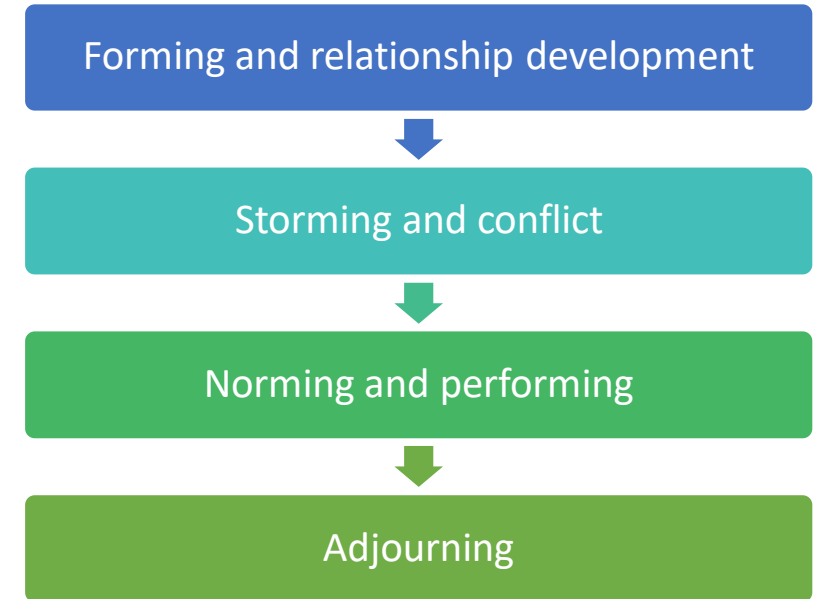 Forming and relationship development
Storming and conflict
Norming and performing
Adjourning